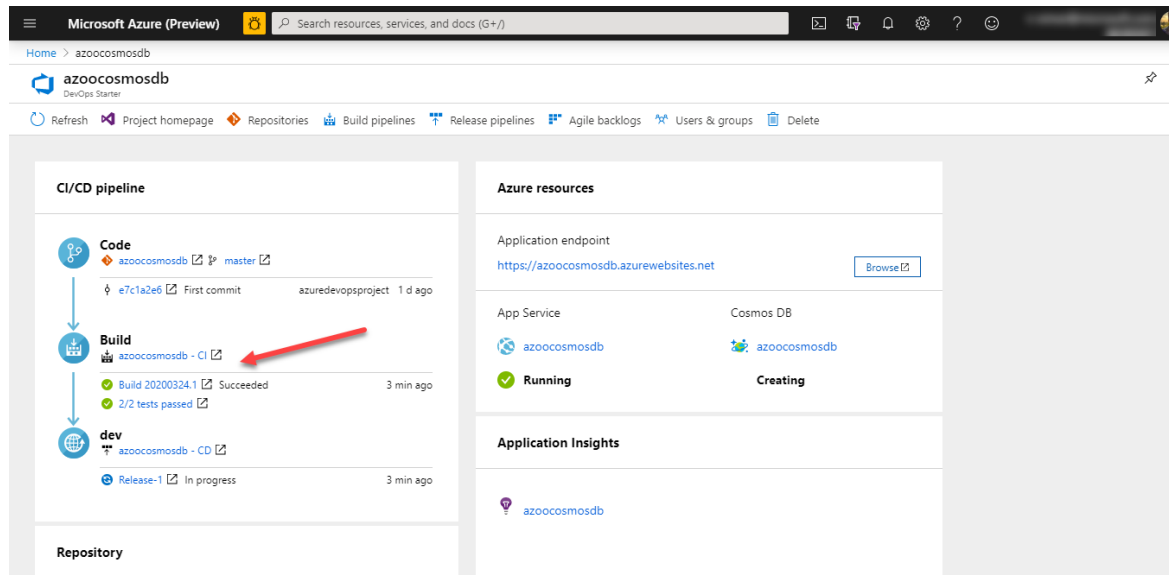 Microsoft Azure (Preview)
Search resources, services, and docs (G+/)
Home > azoocosmosdb
azoocosmosdb
DevOps Starter
Refresh Project homepage Repositories Build pipelines Release pipelines Agile backlogs Users & groups Delete
CI/CD pipeline
Code
azoocosmosdb master
e7c1a2e6 First commit azuredevopsproject 1 d ago
Build
azoocosmosdb - CI
Build 20200324.1 Succeeded 3 min ago
2/2 tests passed
dev
azoocosmosdb - CD
Release-1 In progress 3 min ago
Repository
Azure resources
Application endpoint
https://azoocosmosdb.azurewebsites.net Browse
App Service Cosmos DB
azoocosmosdb azoocosmosdb
Running Creating
Application Insights
azoocosmosdb